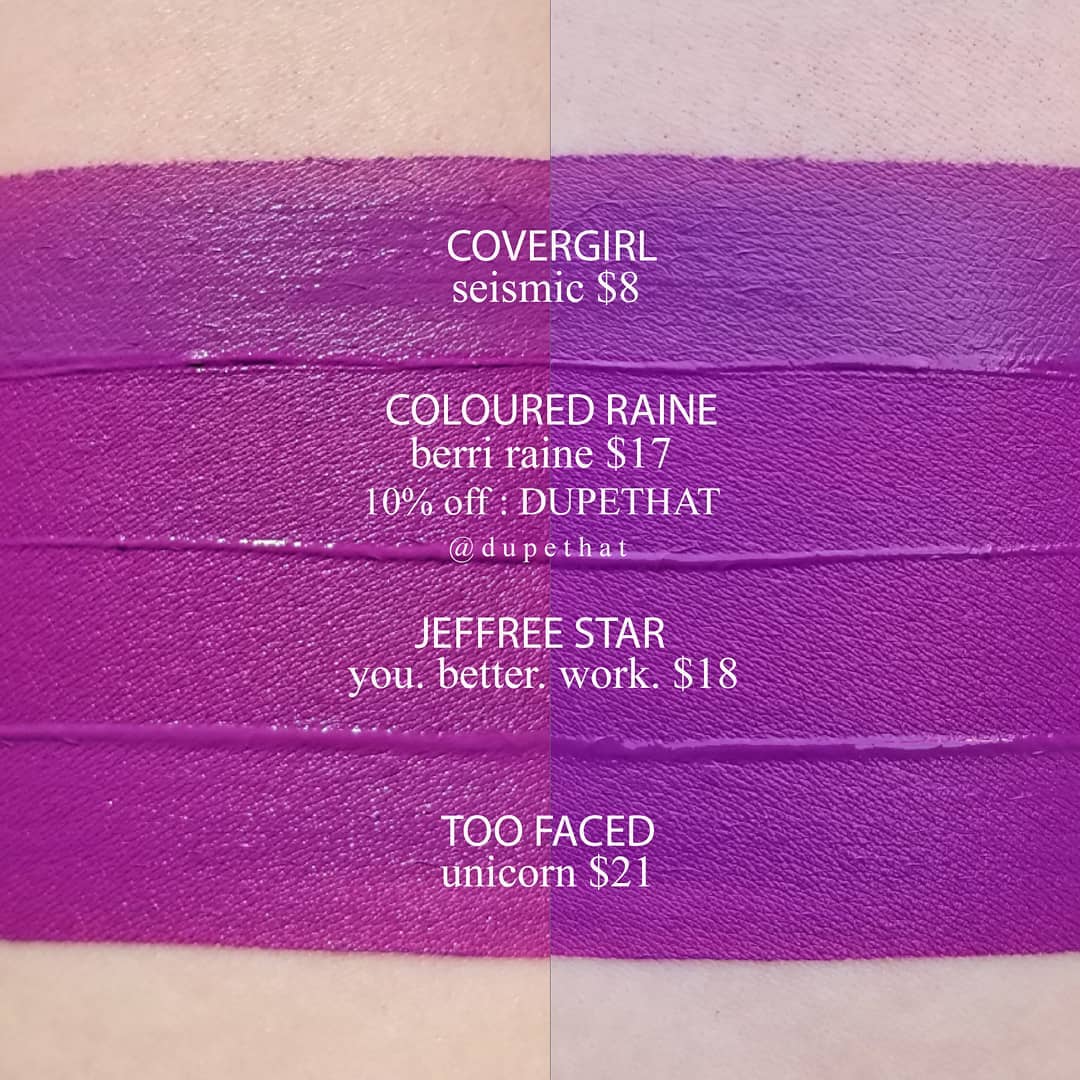 COVERGIRL
seismic $8
COLOURED RAINE
berri raine $17
10% off : DUPETHAT
@dupethat
JEFFREE STAR
you. better. work. $18
TOO FACED
unicorn $21